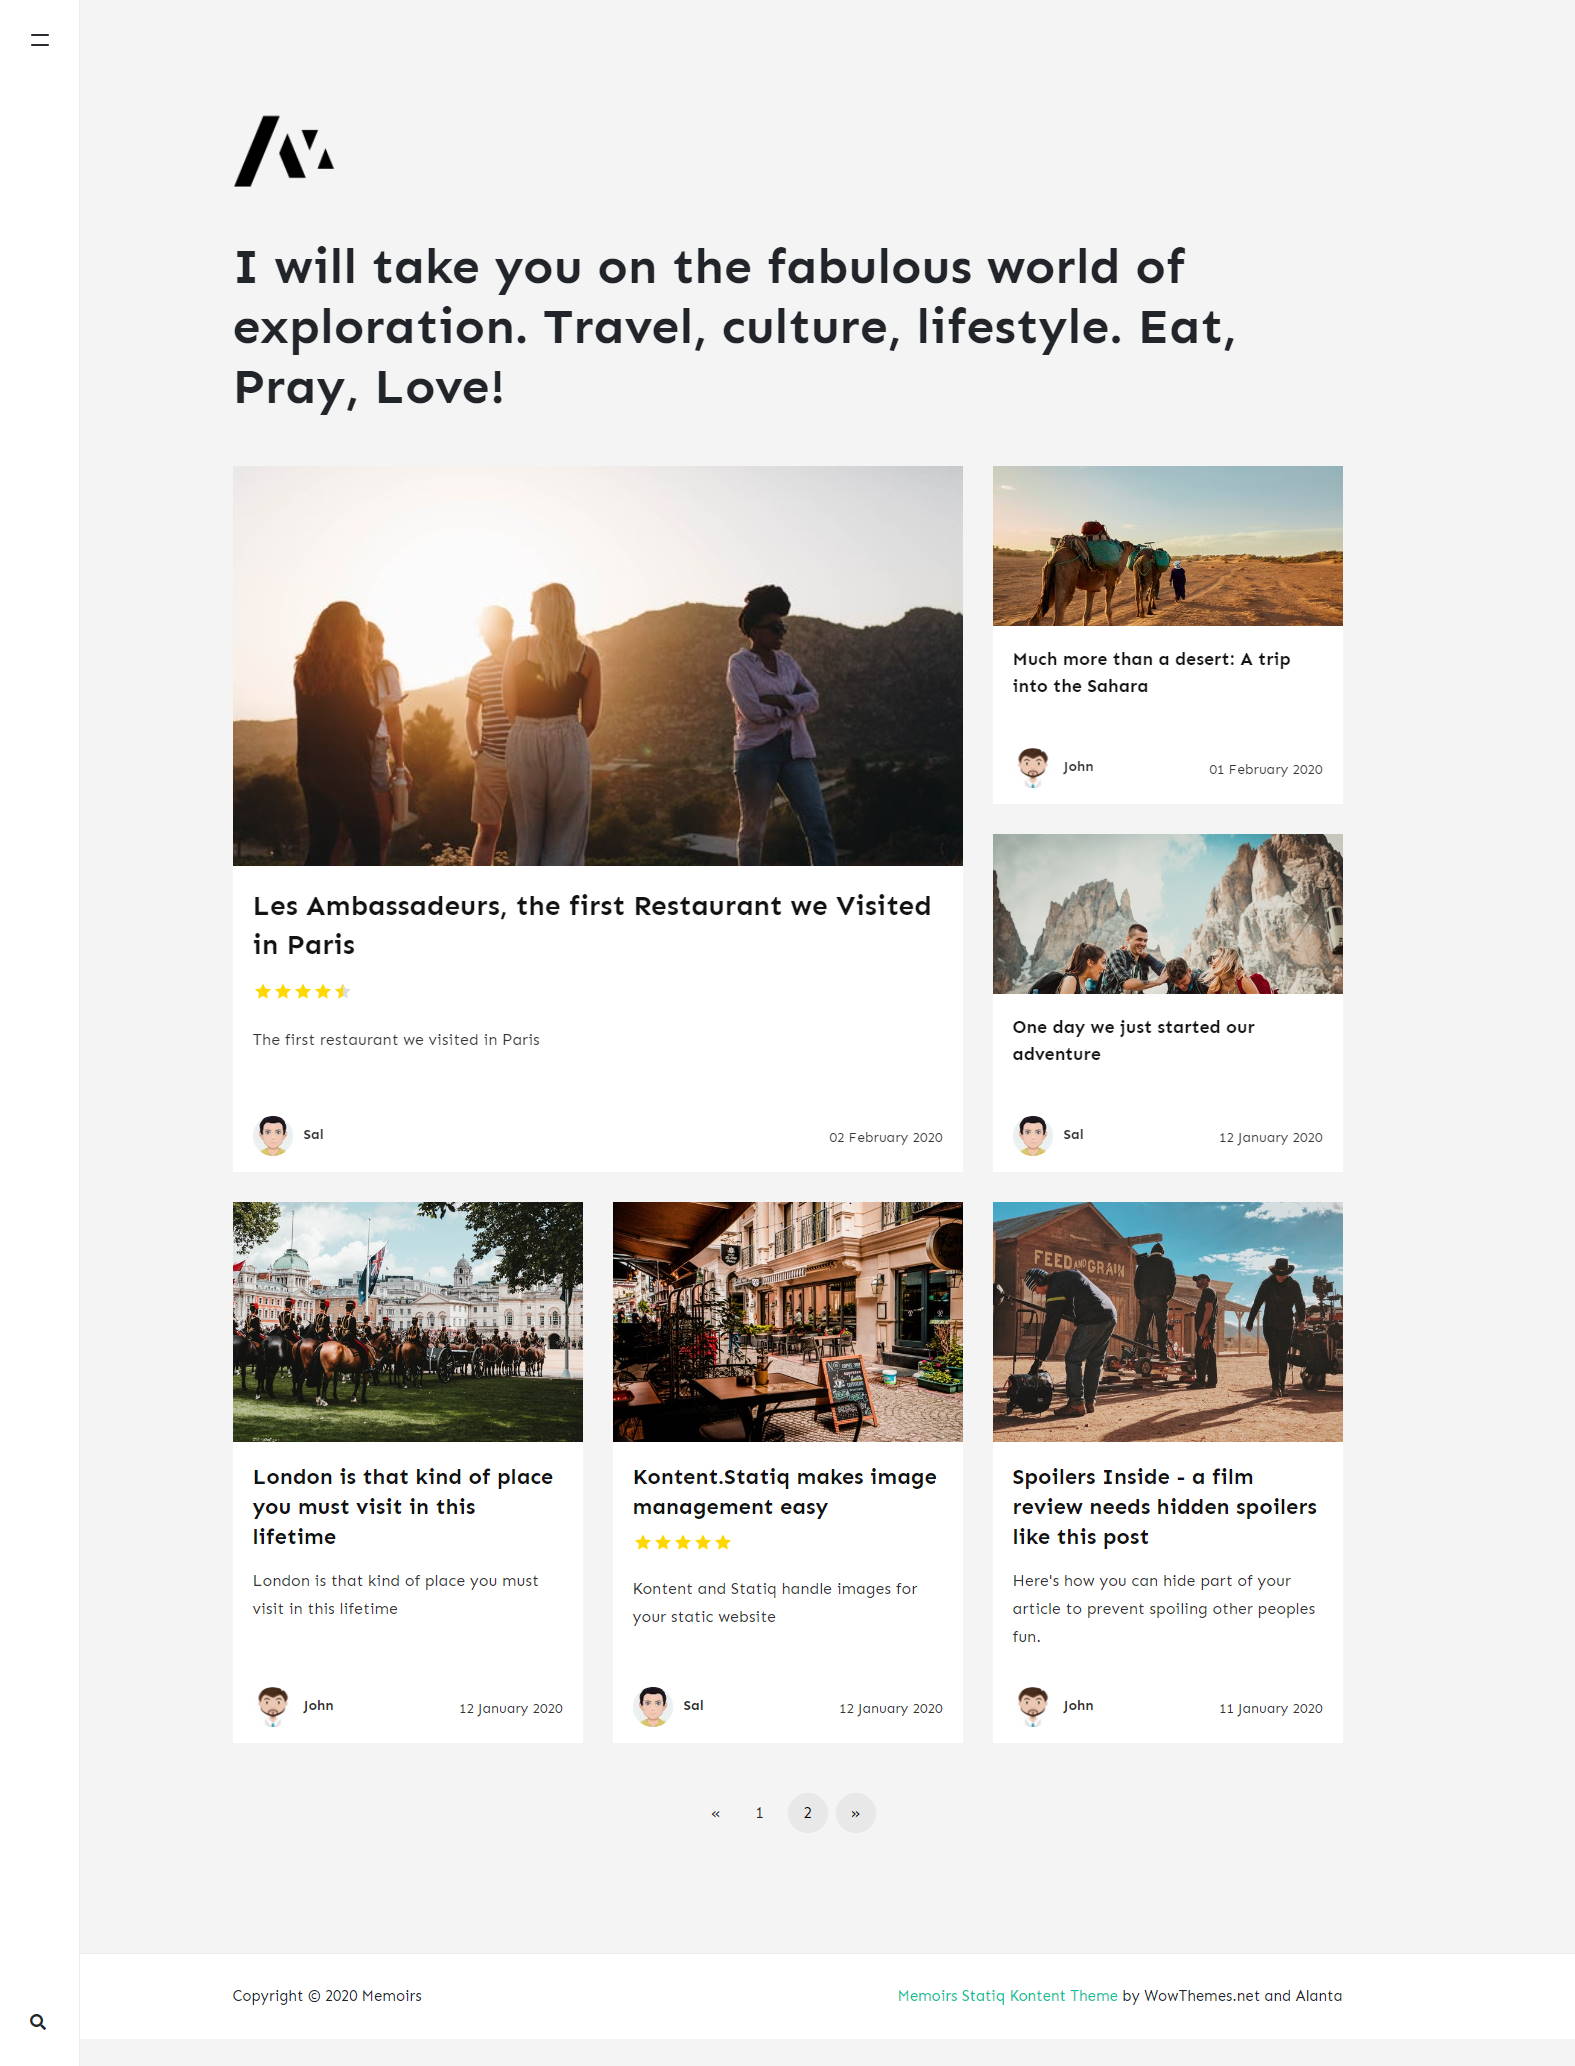 I will take you on the fabulous world of
exploration. Travel, culture, lifestyle. Eat,
Pray, Love!
Much more than a desert: A trip
into the Sahara
John
01 February 2020
Les Ambassadeurs, the first Restaurant we Visited
in Paris
The first restaurant we visited in Paris
Sal
02 February 2020
One day we just started our
adventure
Sal
12 January 2020
FEED AND GRAIN
London is that kind of place
you must visit in this
lifetime
London is that kind of place you must
visit in this lifetime
John
12 January 2020
Kontent.Statiq makes image
management easy
Kontent and Statiq handle images for
your static website
Sal
12 January 2020
Spoilers Inside - a film
review needs hidden spoilers
like this post
Here's how you can hide part of your
article to prevent spoiling other peoples
fun.
John
11 January 2020
« 1 2 »
Copyright © 2020 Memoirs
Memoirs Statiq Kontent Theme by WowThemes.net and Alanta